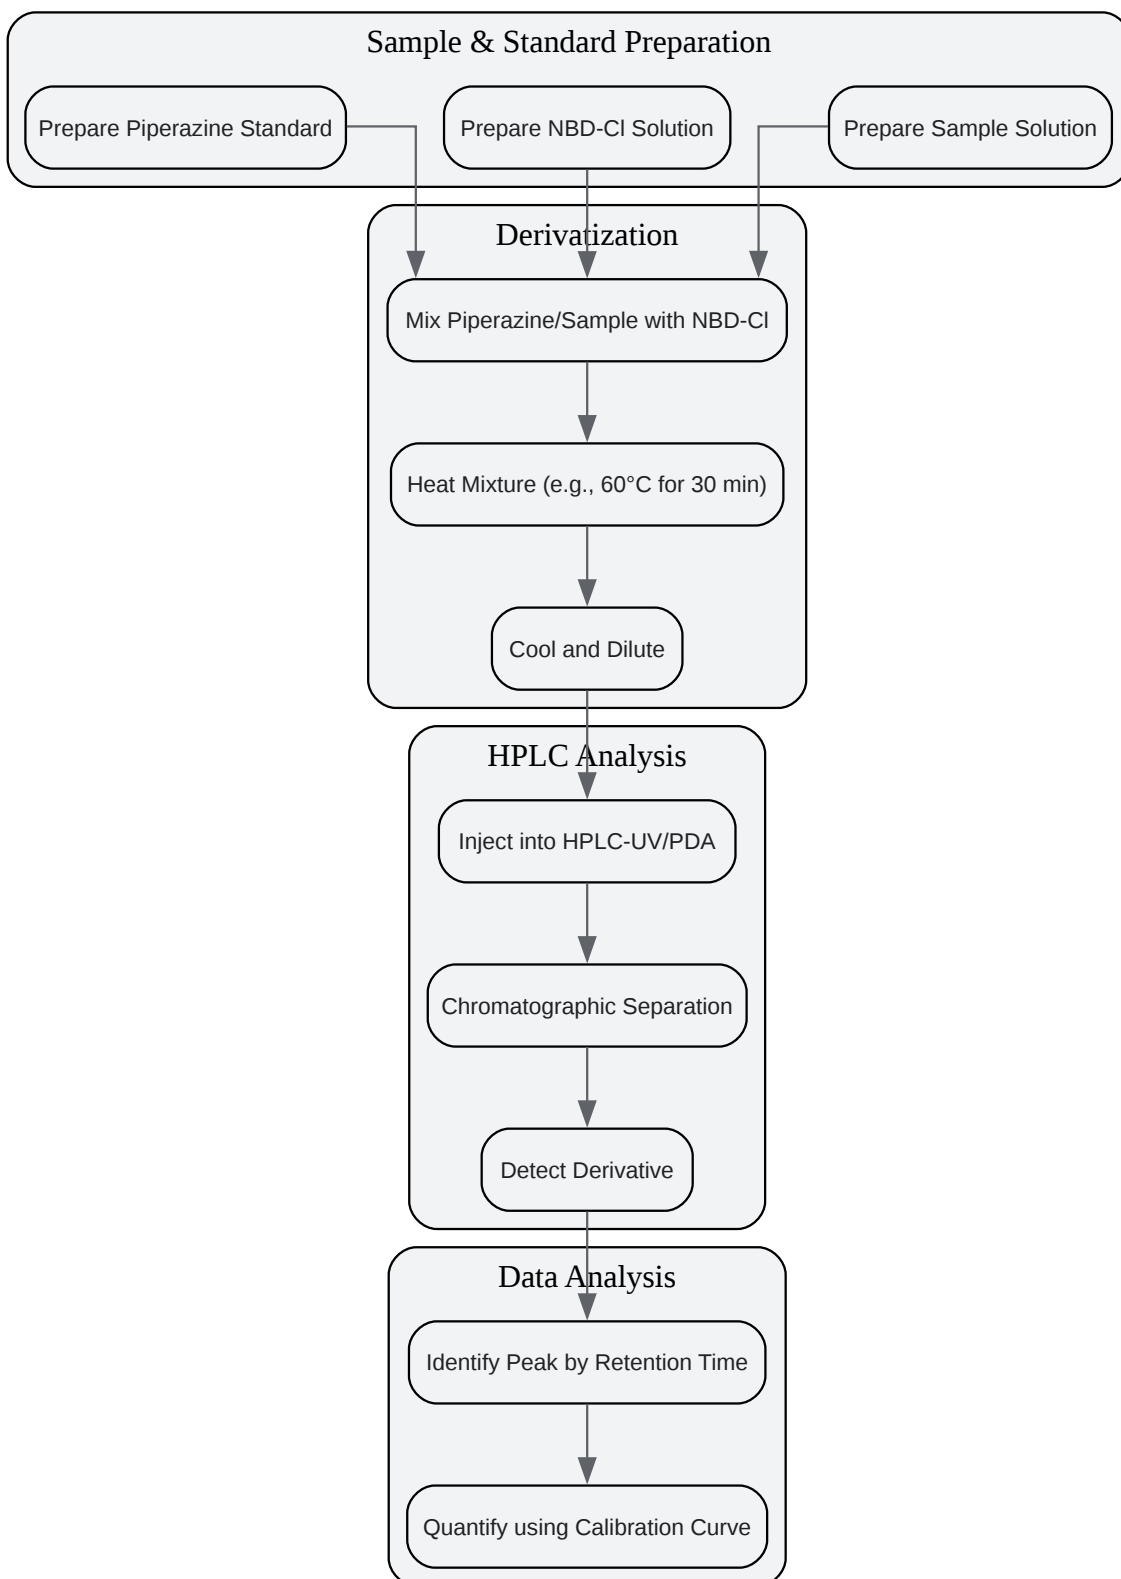 Sample & Standard Preparation
Prepare Piperazine Standard
Prepare NBD-Cl Solution
Prepare Sample Solution
Derivatization
Mix Piperazine/Sample with NBD-Cl
Heat Mixture (e.g., 60°C for 30 min)
Cool and Dilute
HPLC Analysis
Inject into HPLC-UV/PDA
Chromatographic Separation
Detect Derivative
Data Analysis
Identify Peak by Retention Time
Quantify using Calibration Curve